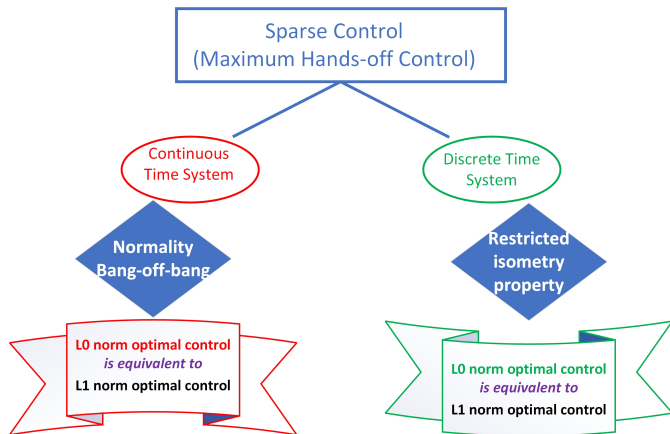 Sparse Control
(Maximum Hands-off Control)
Continuous
Time System
Discrete Time
System
Normality
Bang-off-bang
Restricted
isometry
property
L0 norm optimal control
is equivalent to
L1 norm optimal control
L0 norm optimal control
is equivalent to
L1 norm optimal control